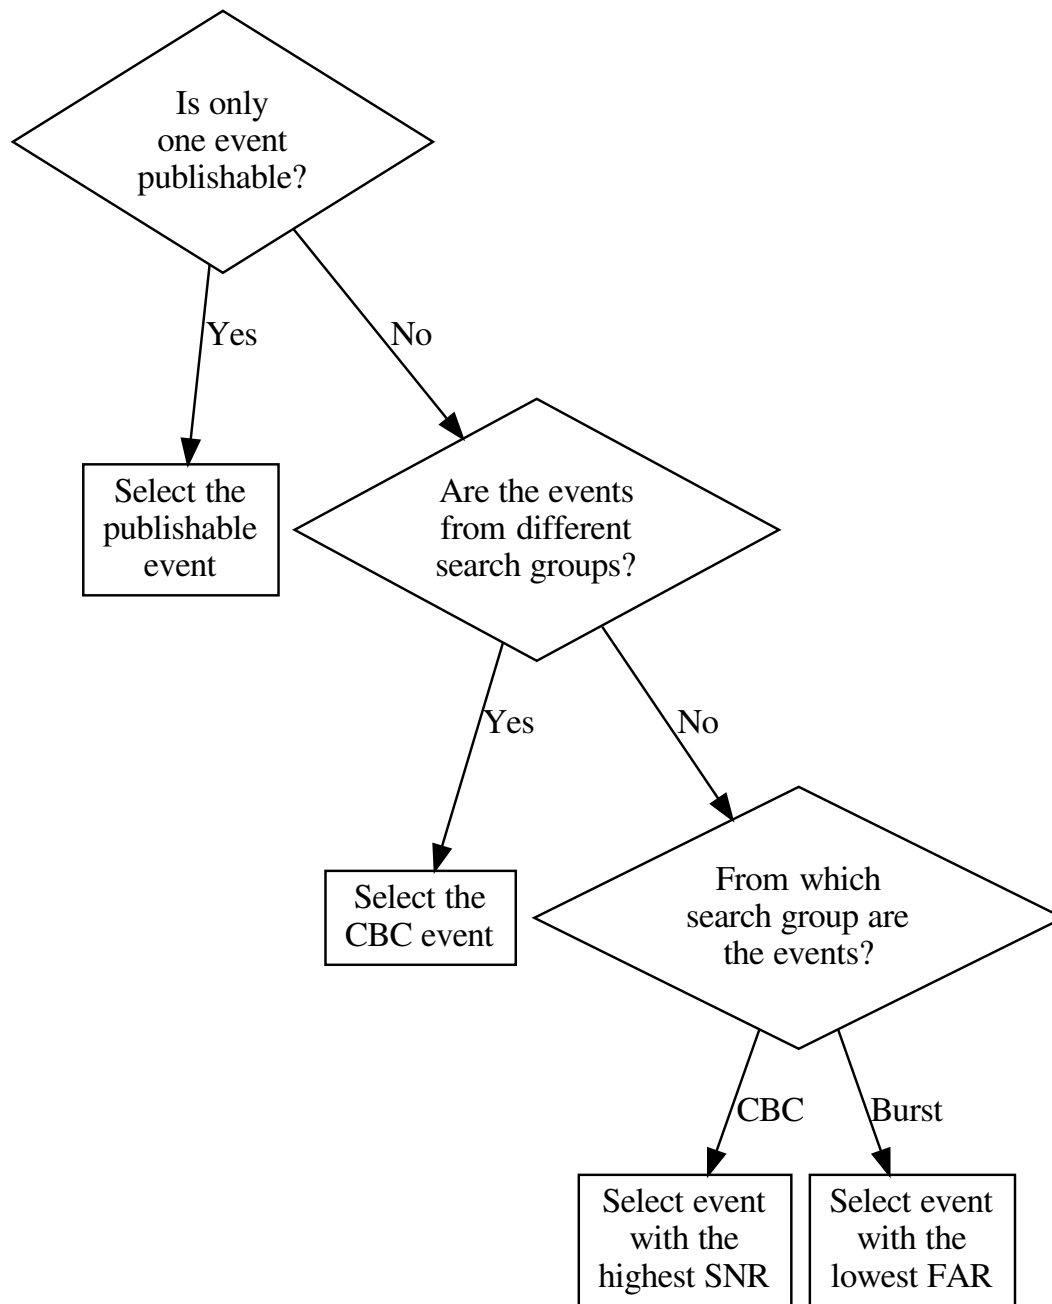 Is only
one event
publishable?
Yes
No
Select the
publishable
event
Are the events
from different
search groups?
Yes
No
Select the
CBC event
From which
search group are
the events?
CBC
Burst
Select event
with the
highest SNR
Select event
with the
lowest FAR